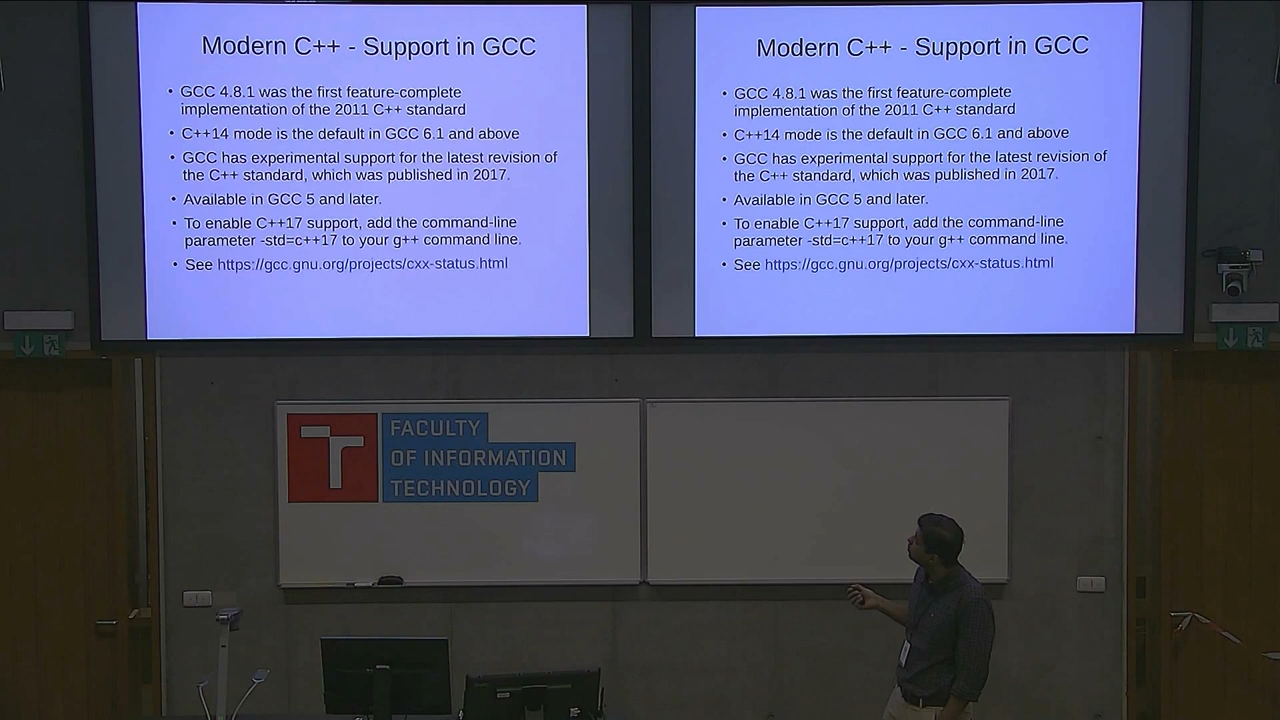 Modern C++ - Support in GCC
• GCC 4.8.1 was the first feature-complete
implementation of the 2011 C++ standard
• C++14 mode is the default in GCC 6.1 and above
• GCC has experimental support for the latest revision of
the C++ standard, which was published in 2017.
• Available in GCC 5 and later.
• To enable C++17 support, add the command-line
parameter -std=c++17 to your g++ command line.
• See https://gcc.gnu.org/projects/cxx-status.html
Modern C++ - Support in GCC
• GCC 4.8.1 was the first feature-complete
implementation of the 2011 C++ standard
• C++14 mode is the default in GCC 6.1 and above
• GCC has experimental support for the latest revision of
the C++ standard, which was published in 2017.
• Available in GCC 5 and later.
• To enable C++17 support, add the command-line
parameter -std=c++17 to your g++ command line.
• See https://gcc.gnu.org/projects/cxx-status.html
T
FACULTY
OF INFORMATION
TECHNOLOGY